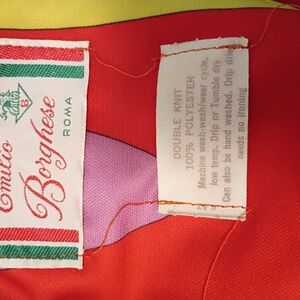 B
Emilio
Borghese
ROMA
DOUBLE KNIT
100% POLYESTER
Machine wash-wash/wear cycle,
low temp. Drip or Tumble dry
Can also be hand washed. Drip dry
needs no ironing